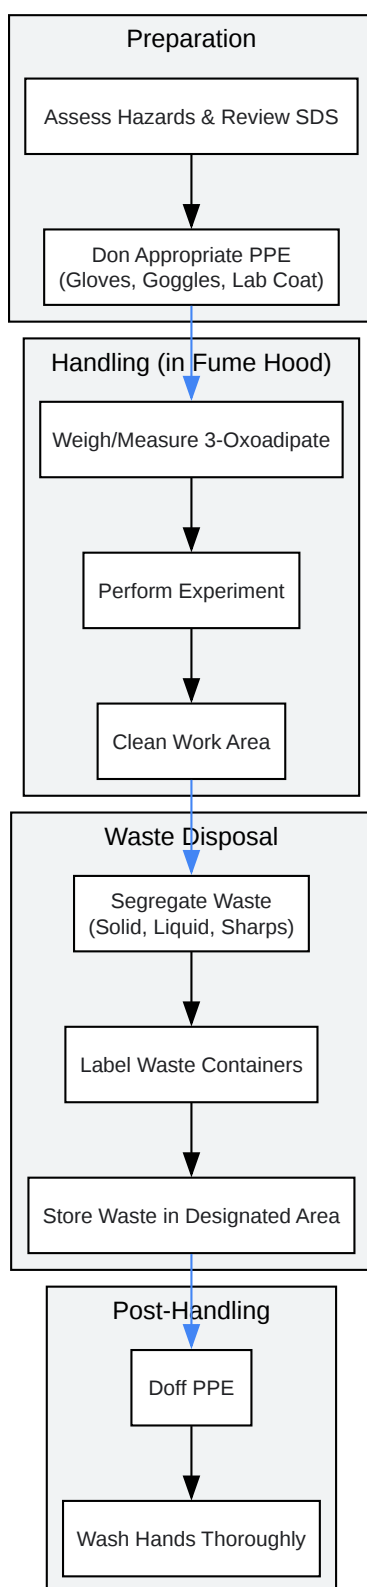 Preparation
Assess Hazards & Review SDS
Don Appropriate PPE
(Gloves, Goggles, Lab Coat)
Handling (in Fume Hood)
Weigh/Measure 3-Oxoadipate
Perform Experiment
Clean Work Area
Waste Disposal
Segregate Waste
(Solid, Liquid, Sharps)
Label Waste Containers
Store Waste in Designated Area
Post-Handling
Doff PPE
Wash Hands Thoroughly